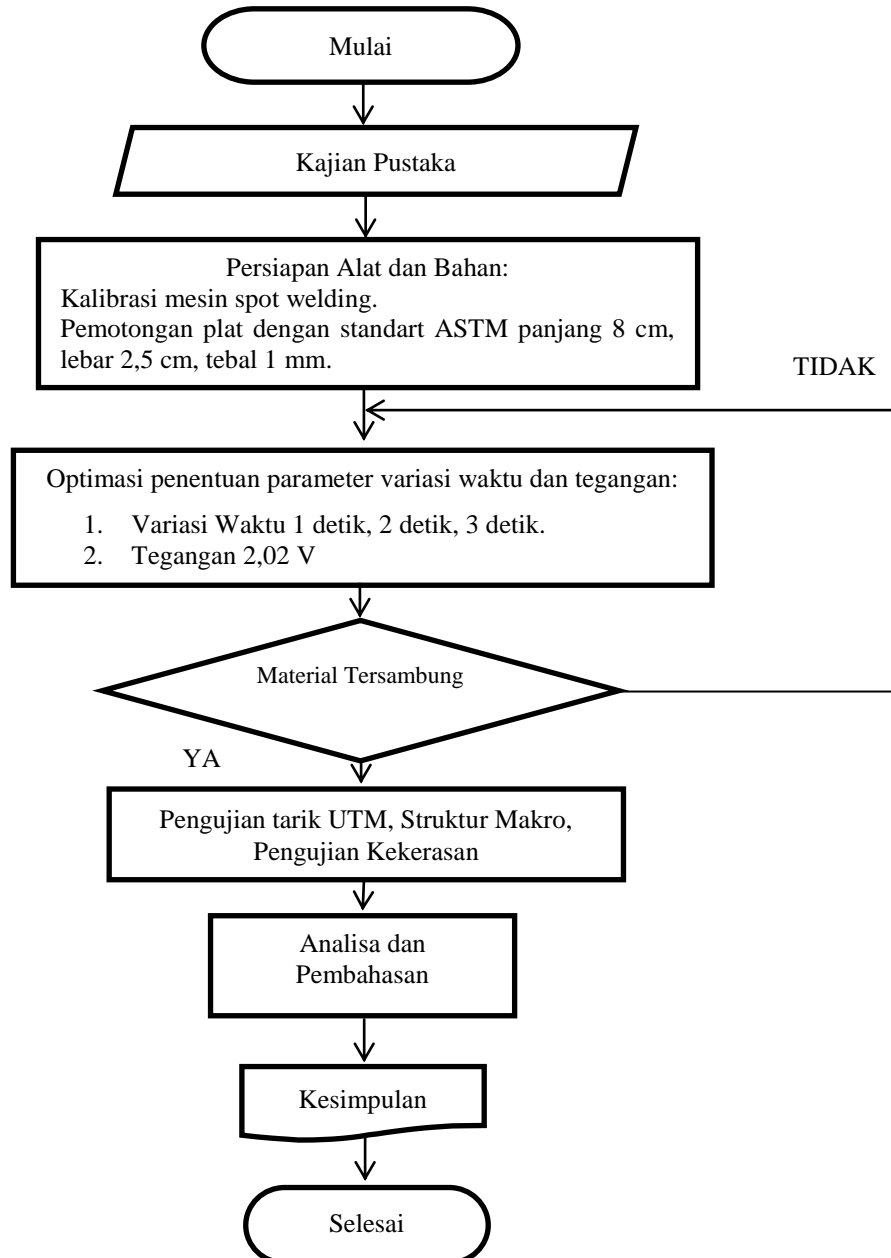 Mulai
Kajian Pustaka
Persiapan Alat dan Bahan:
Kalibrasi mesin spot welding.
Pemotongan plat dengan standart ASTM panjang 8 cm,
lebar 2,5 cm, tebal 1 mm.
TIDAK
Optimasi penentuan parameter variasi waktu dan tegangan:
1. Variasi Waktu 1 detik, 2 detik, 3 detik.
2. Tegangan 2,02 V
Material Tersambung
YA
Pengujian tarik UTM, Struktur Makro,
Pengujian Kekerasan
Analisa dan
Pembahasan
Kesimpulan
Selesai